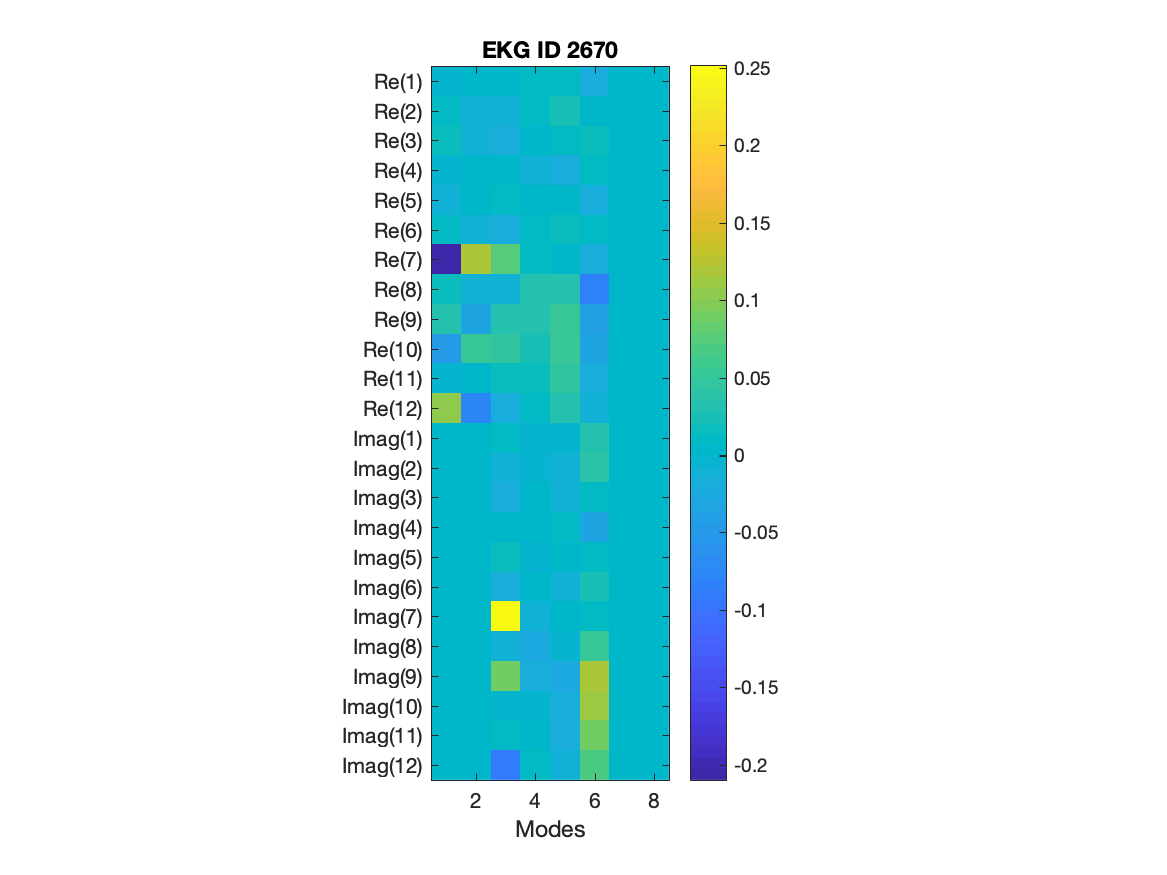 EKG ID 2670
Re(1)
Re(2)
Re(3)
Re(4)
Re(5)
Re(6)
Re(7)
Re(8)
Re(9)
Re(10)
Re(11)
Re(12)
Imag(1)
Imag(2)
Imag(3)
Imag(4)
Imag(5)
Imag(6)
Imag(7)
Imag(8)
Imag(9)
Imag(10)
Imag(11)
Imag(12)
2 4 6 8
Modes
0.25
0.2
0.15
0.1
0.05
0
-0.05
-0.1
-0.15
-0.2